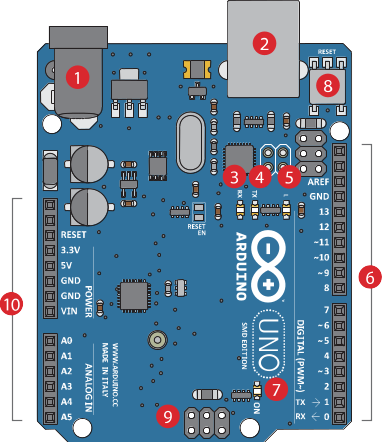 RESET
1
2
8
3
4
5
RX
TX
L
AREF
GND
13
12
~11
~10
~9
8
RESET
EN
ARDUINO
UNO
SMD EDITION
6
RESET
3.3V
5V
GND
GND
VIN
POWER
10
A0
A1
A2
A3
A4
A5
ANALOG IN
WWW.ARDUINO.CC
MADE IN ITALY
7
~6
~5
4
~3
2
TX → 1
RX ← 0
DIGITAL (PWM~)
7
ON
9